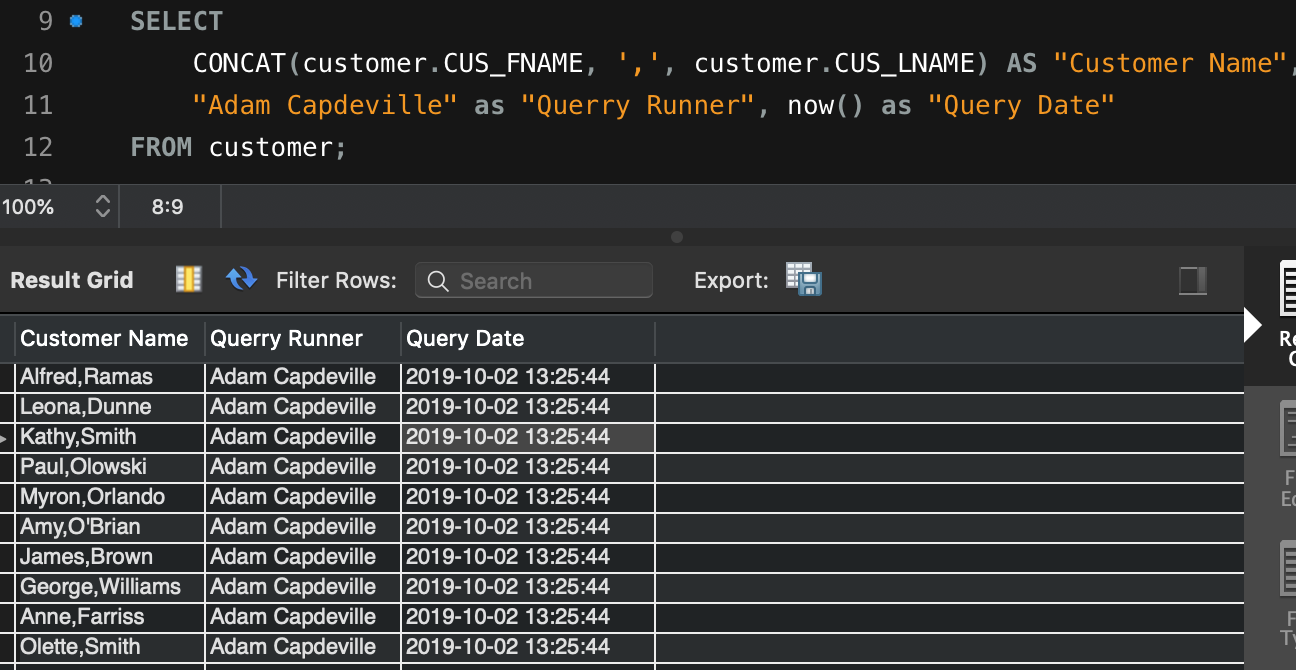 9 SELECT
10 CONCAT(customer.CUS_FNAME, ',', customer.CUS_LNAME) AS "Customer Name",
11 "Adam Capdeville" as "Querry Runner", now() as "Query Date"
12 FROM customer;
100% 8:9
Result Grid Filter Rows: Search Export:
Customer Name Querry Runner Query Date
Alfred,Ramas Adam Capdeville 2019-10-02 13:25:44
Leona,Dunne Adam Capdeville 2019-10-02 13:25:44
Kathy,Smith Adam Capdeville 2019-10-02 13:25:44
Paul,Olowski Adam Capdeville 2019-10-02 13:25:44
Myron,Orlando Adam Capdeville 2019-10-02 13:25:44
Amy,O'Brian Adam Capdeville 2019-10-02 13:25:44
James,Brown Adam Capdeville 2019-10-02 13:25:44
George,Williams Adam Capdeville 2019-10-02 13:25:44
Anne,Farriss Adam Capdeville 2019-10-02 13:25:44
Olette,Smith Adam Capdeville 2019-10-02 13:25:44